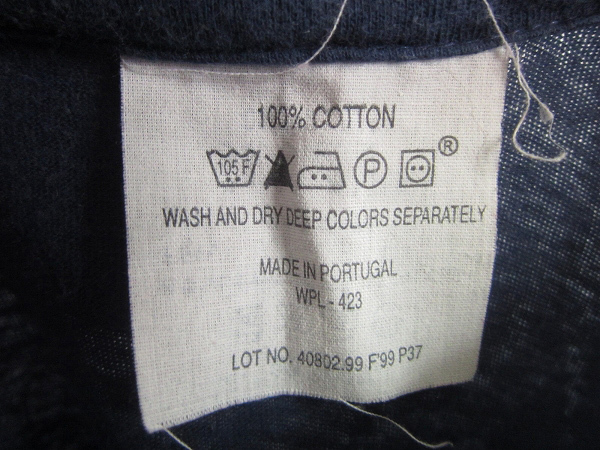 100% COTTON
105 F P ®
WASH AND DRY DEEP COLORS SEPARATELY
MADE IN PORTUGAL
WPL - 423
LOT NO. 40802.99 F'99 P37